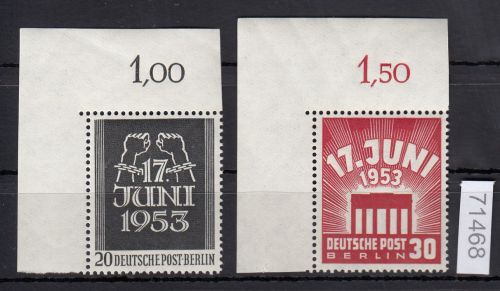 1,00
17.
JUNI
1953
20 DEUTSCHE POST·BERLIN
1,50
17. JUNI
1953
DEUTSCHE POST
BERLIN 30
71468